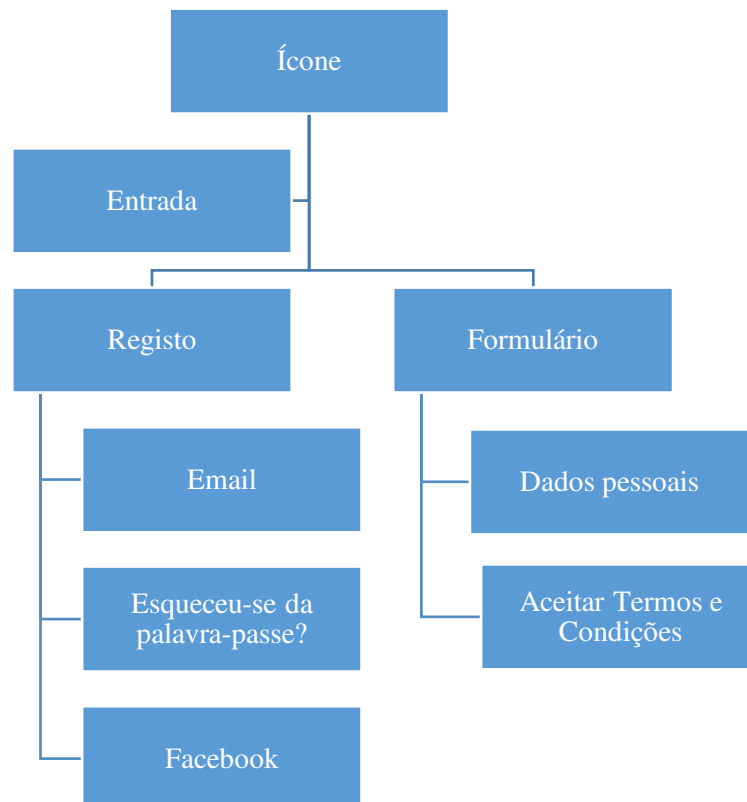 Ícone
Entrada
Registo
Formulário
Email
Dados pessoais
Esqueceu-se da
palavra-passe?
Aceitar Termos e
Condições
Facebook